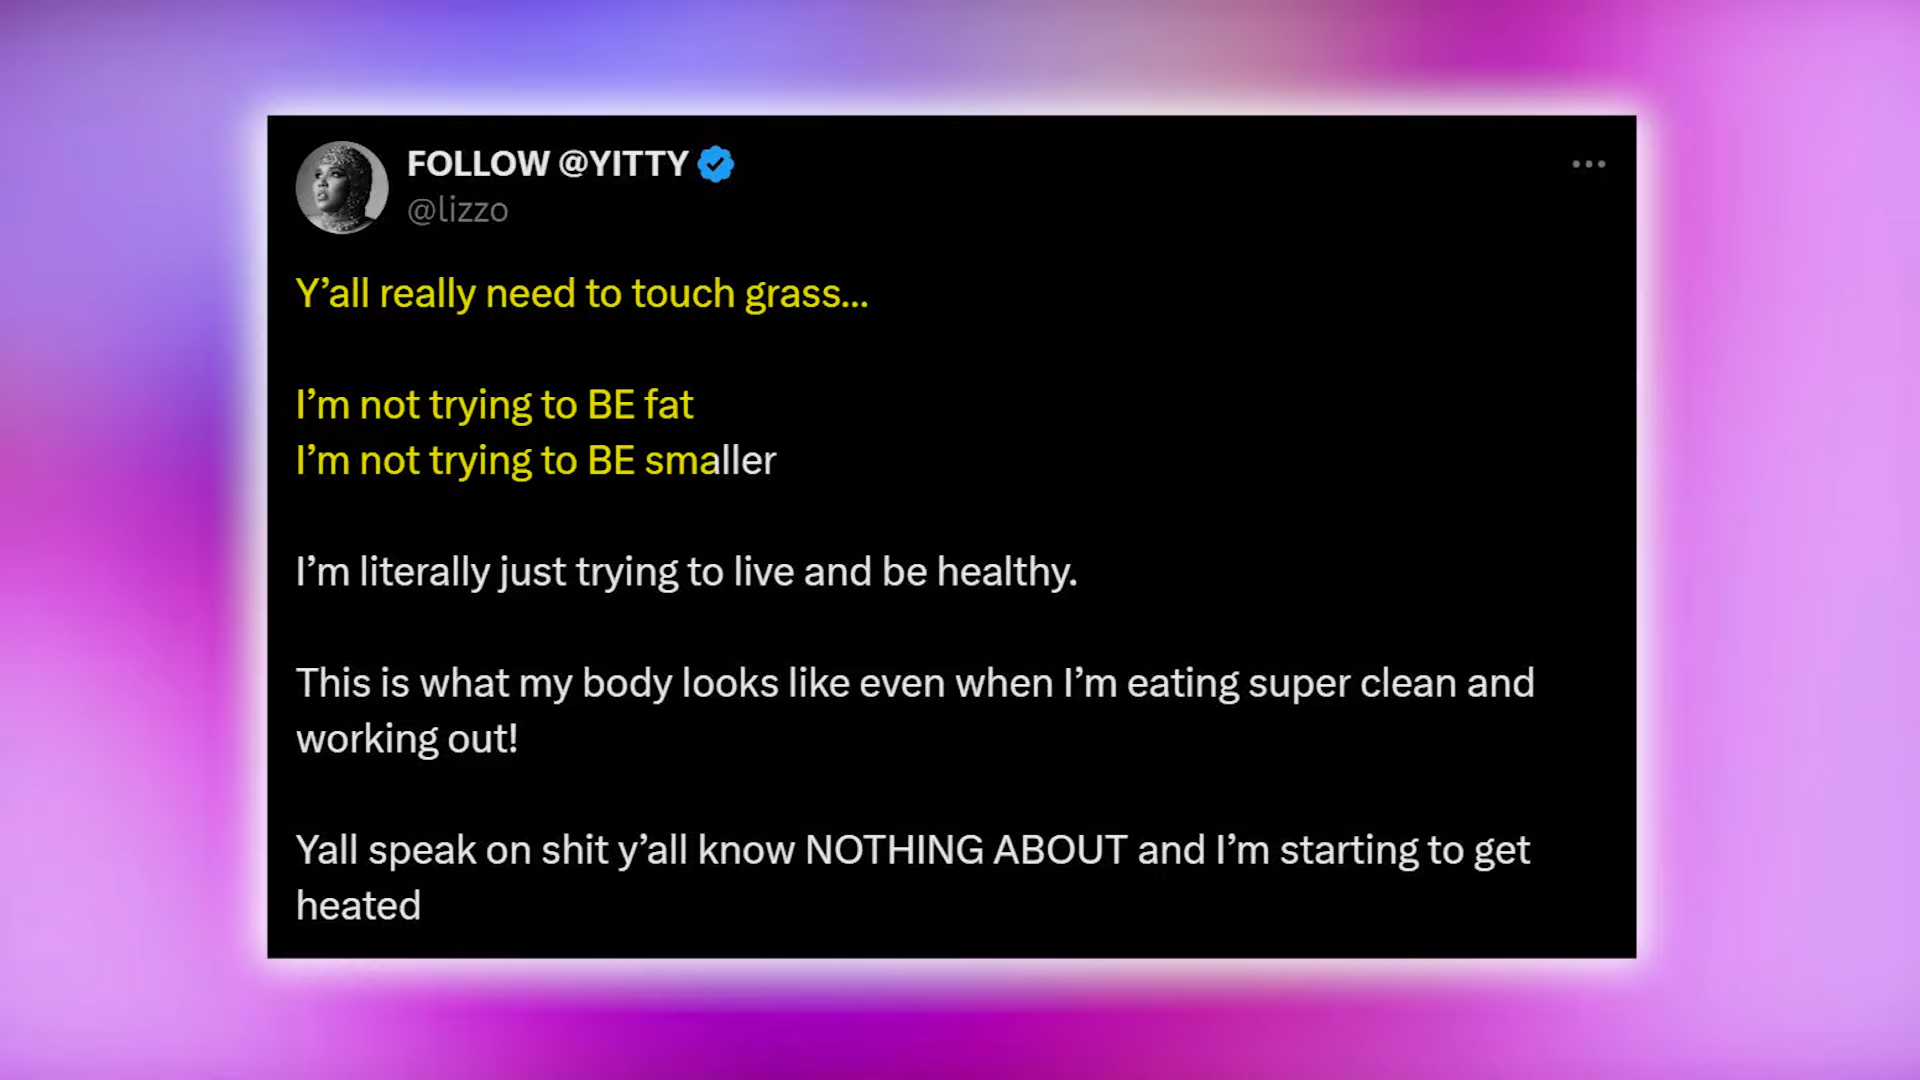 FOLLOW @YITTY
@lizzo
Y’all really need to touch grass...
I’m not trying to BE fat
I’m not trying to BE smaller
I’m literally just trying to live and be healthy.
This is what my body looks like even when I’m eating super clean and
working out!
Yall speak on shit y’all know NOTHING ABOUT and I’m starting to get
heated